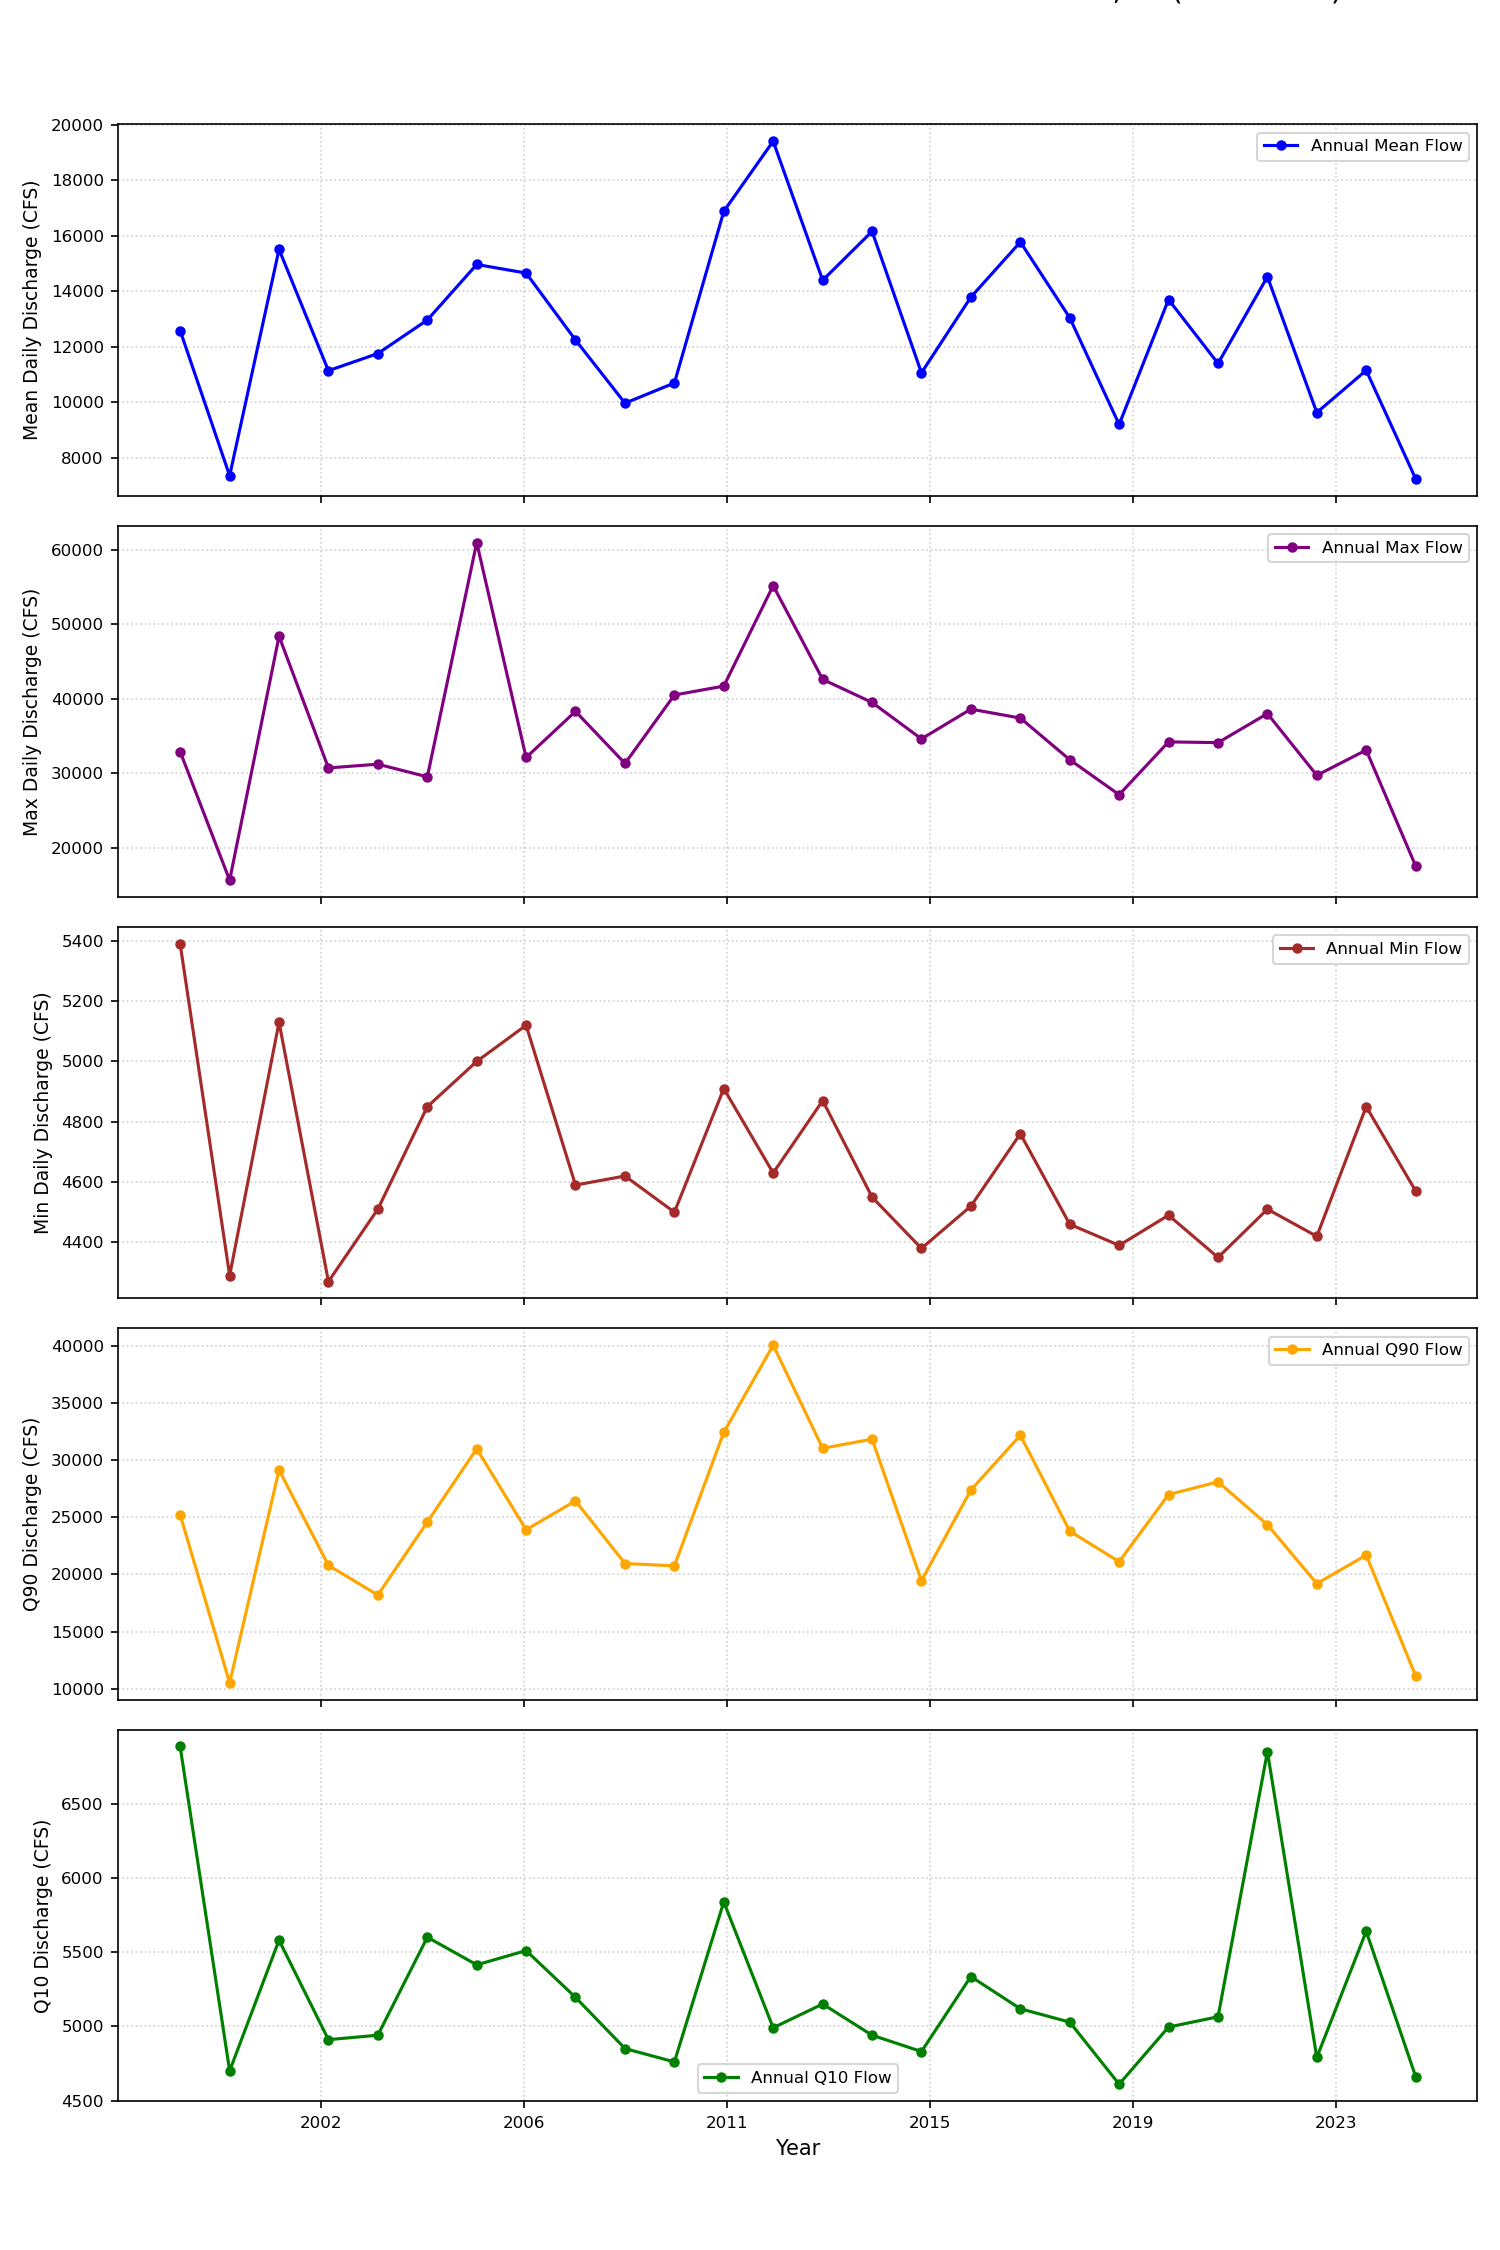 20000
18000
16000
14000
12000
10000
8000
Mean Daily Discharge (CFS)
Annual Mean Flow
60000
50000
40000
30000
20000
Max Daily Discharge (CFS)
Annual Max Flow
5400
5200
5000
4800
4600
4400
Min Daily Discharge (CFS)
Annual Min Flow
40000
35000
30000
25000
20000
15000
10000
Q90 Discharge (CFS)
Annual Q90 Flow
6500
6000
5500
5000
4500
Q10 Discharge (CFS)
Annual Q10 Flow
2002 2006 2011 2015 2019 2023
Year